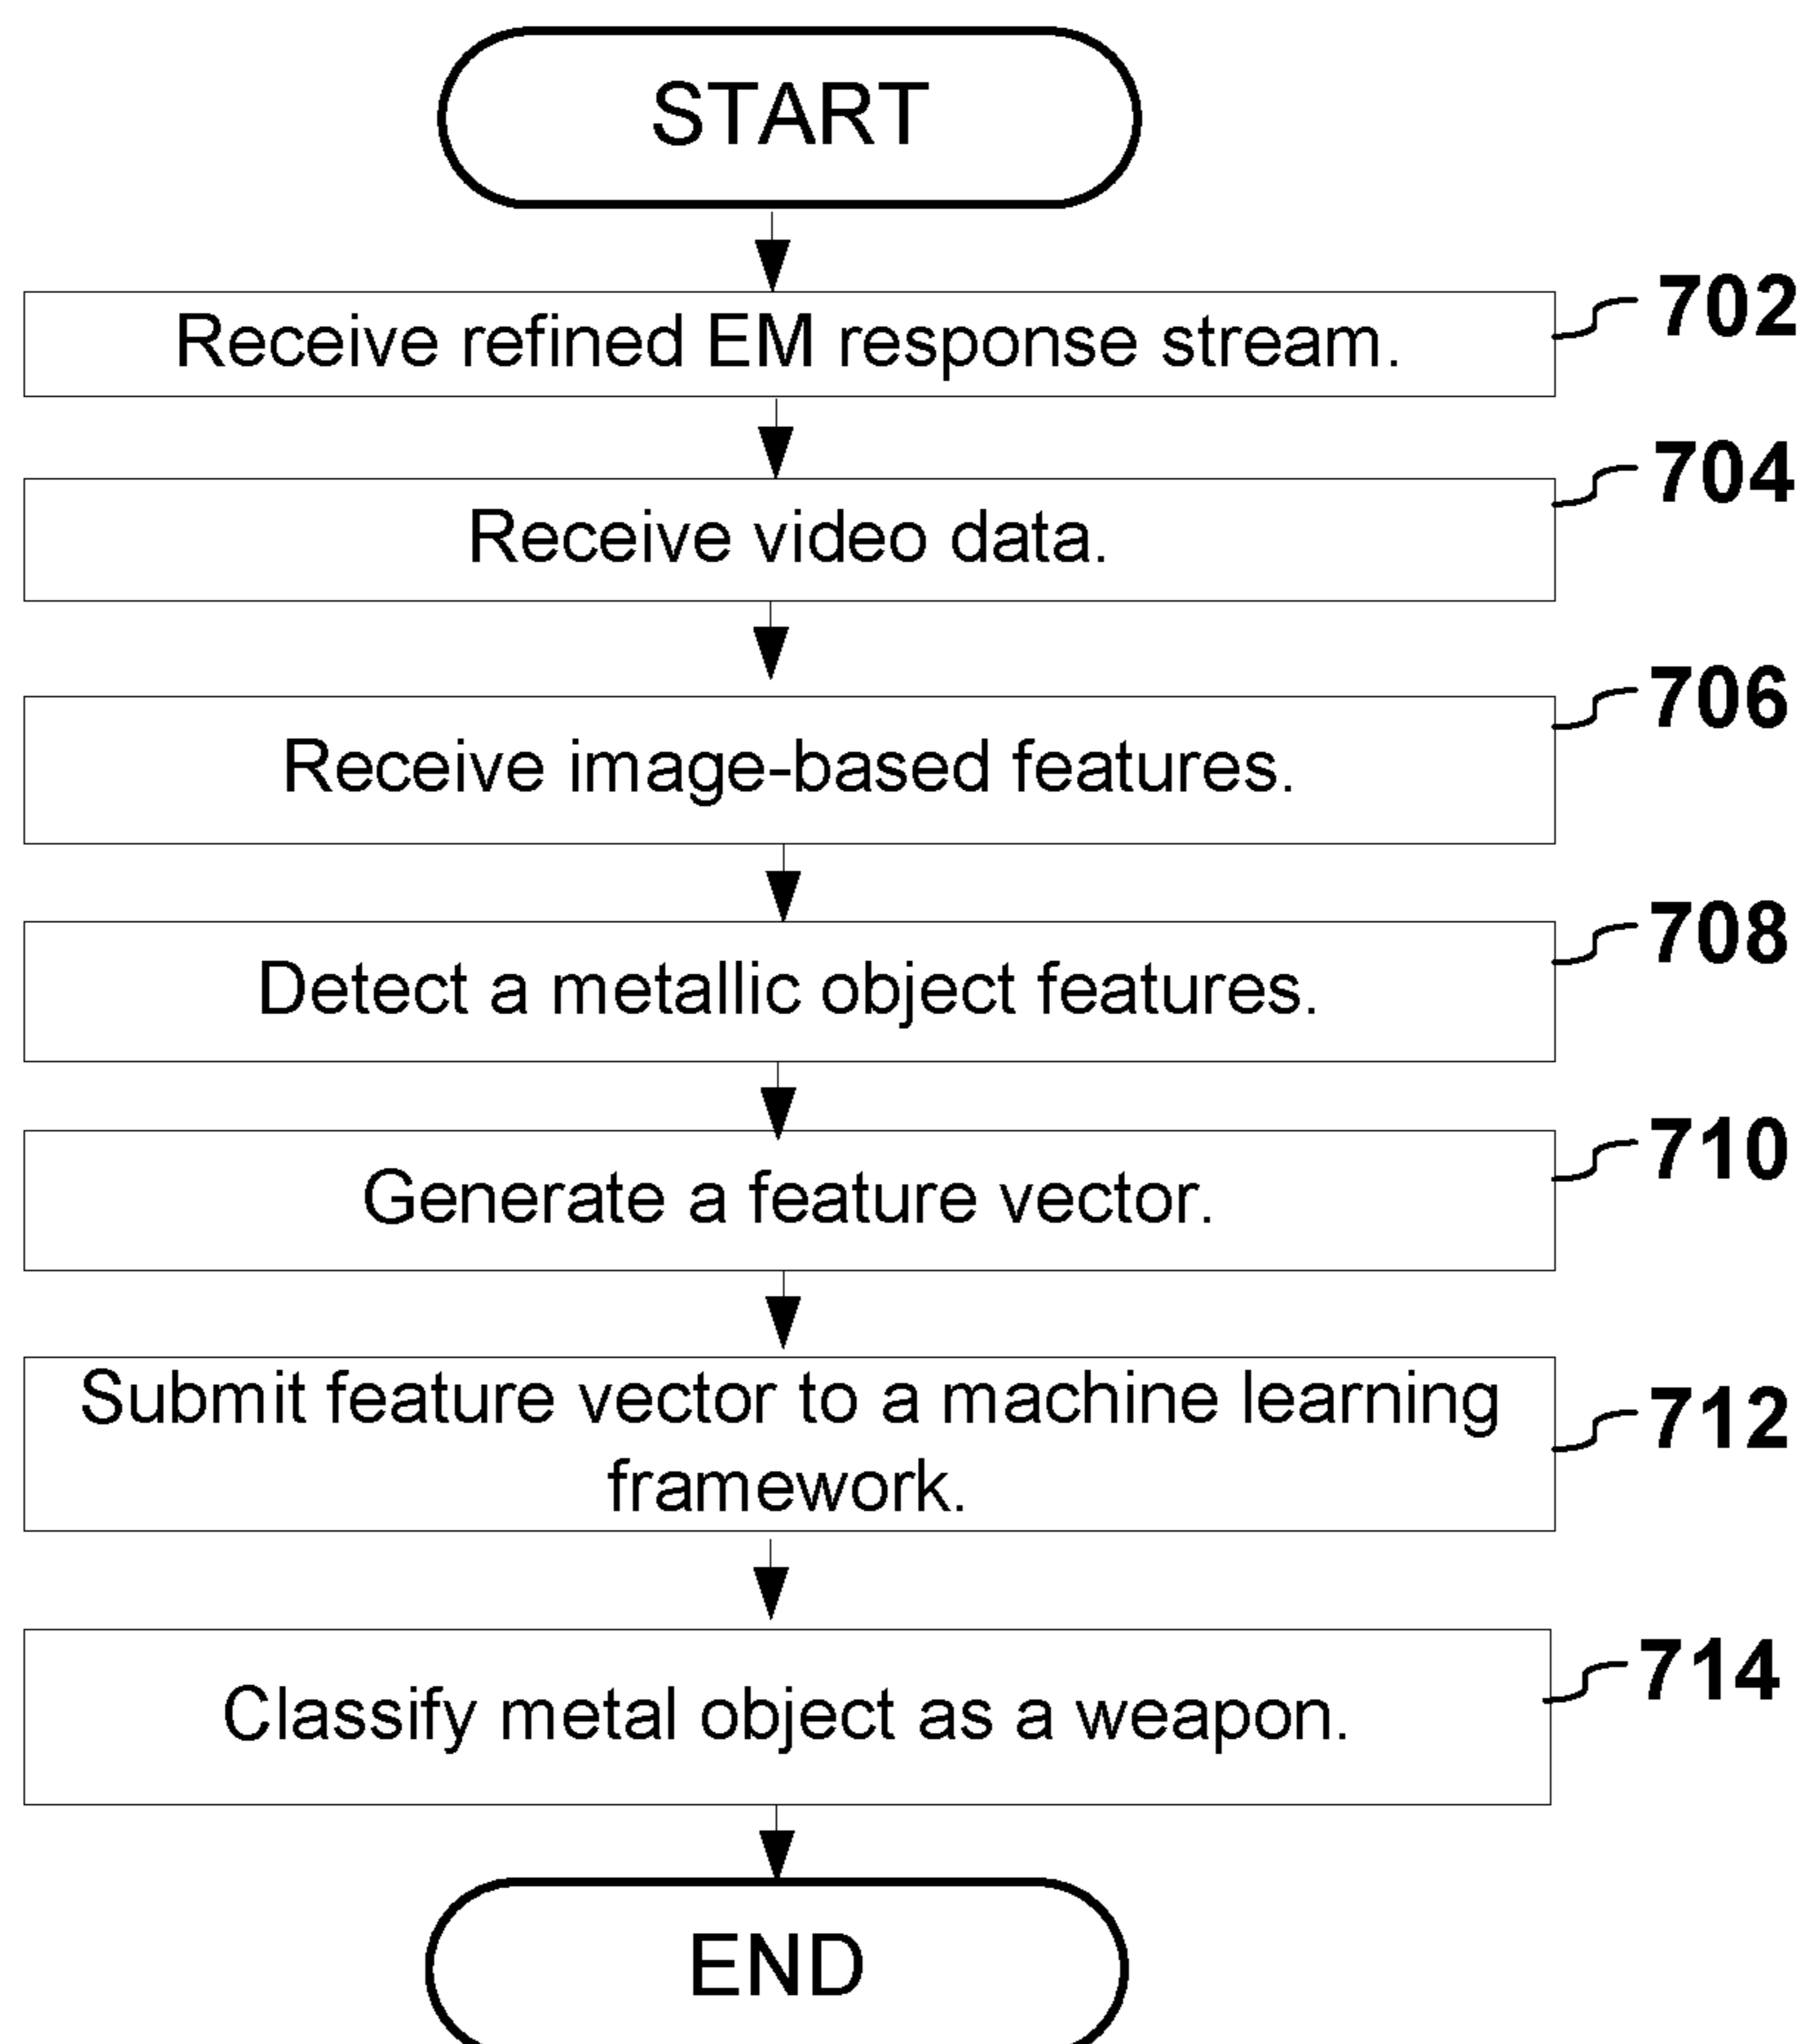 START
Receive refined EM response stream.
702
Receive video data.
704
Receive image-based features.
706
Detect a metallic object features.
708
Generate a feature vector.
710
Submit feature vector to a machine learning
framework.
712
Classify metal object as a weapon.
714
END